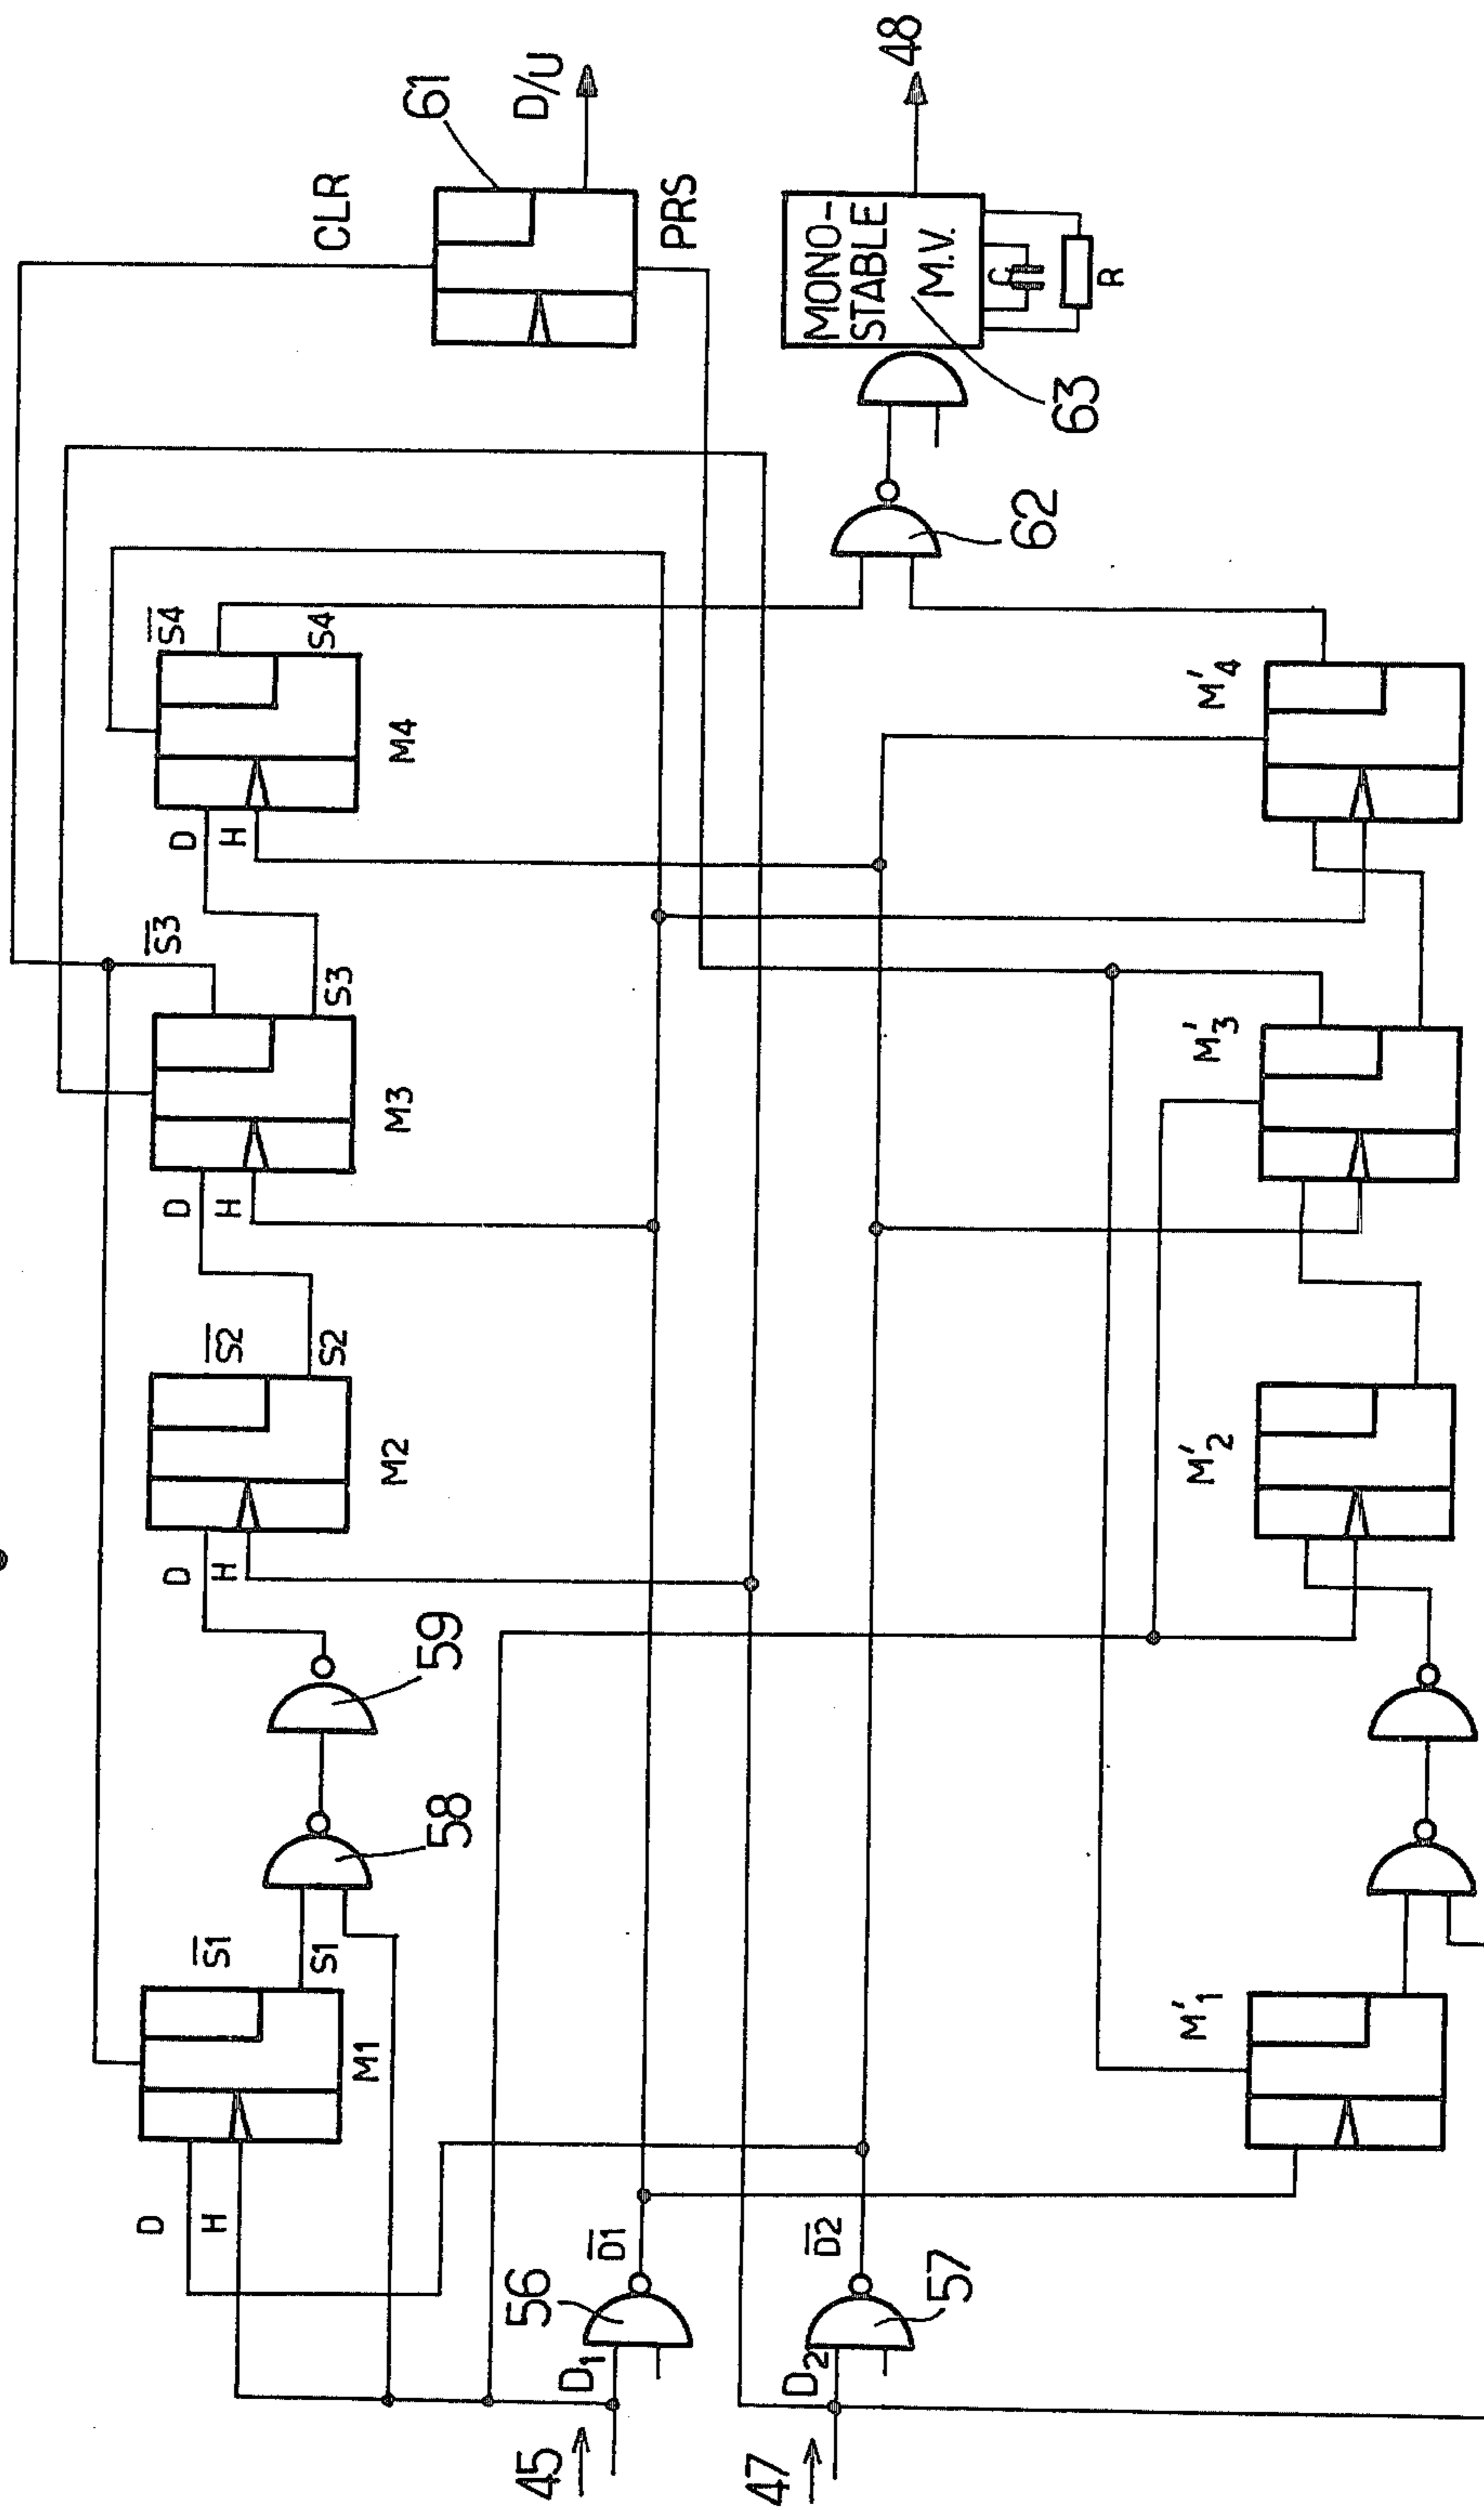 CLR
61
D/U
PRS
48
MONO-
STABLE
M.V.
C
R
63
62
S4
S4
M4
D
H
M'4
S3
S3
M3
D
H
M'3
S2
S2
M2
D
H
M'2
59
58
S1
S1
M1
D
H
M'1
56
D1
D1
45
57
D2
D2
47